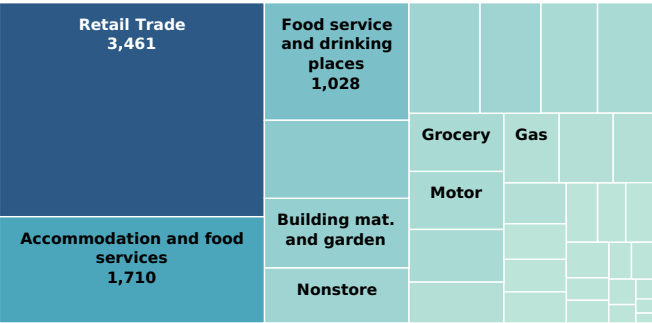 Retail Trade
3,461
Accommodation and food
services
1,710
Food service
and drinking
places
1,028
Building mat.
and garden
Nonstore
Grocery
Motor
Gas